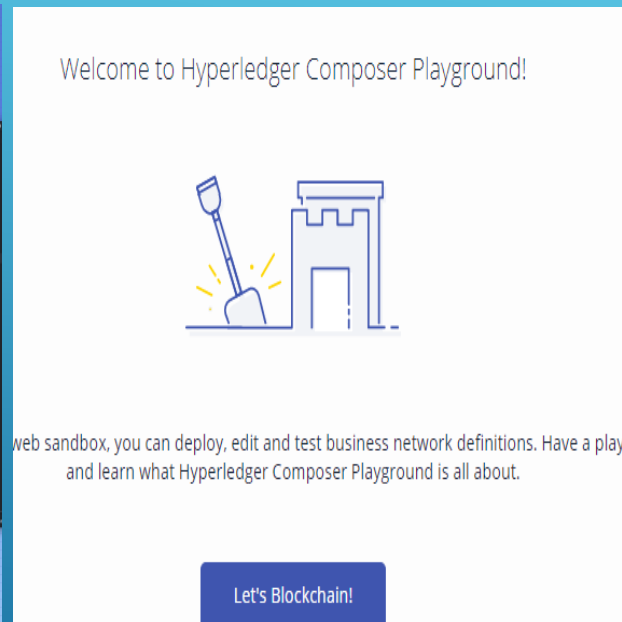 Welcome to Hyperledger Composer Playground!
web sandbox, you can deploy, edit and test business network definitions. Have a play
and learn what Hyperledger Composer Playground is all about.
Let's Blockchain!